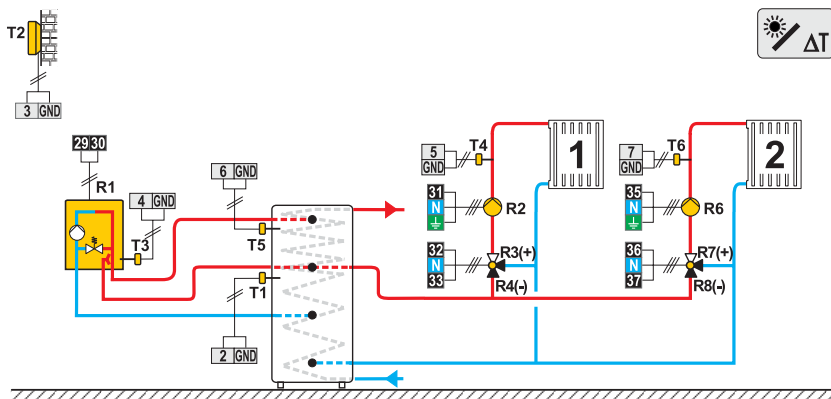 T2
3 GND
ΔT
29 30
R1
4 GND
T3
6 GND
T5
T1
2 GND
5
GND
T4
1
31
N
R2
32
N
33
R3(+)
R4(-)
7
GND
T6
2
35
N
R6
36
N
37
R7(+)
R8(-)